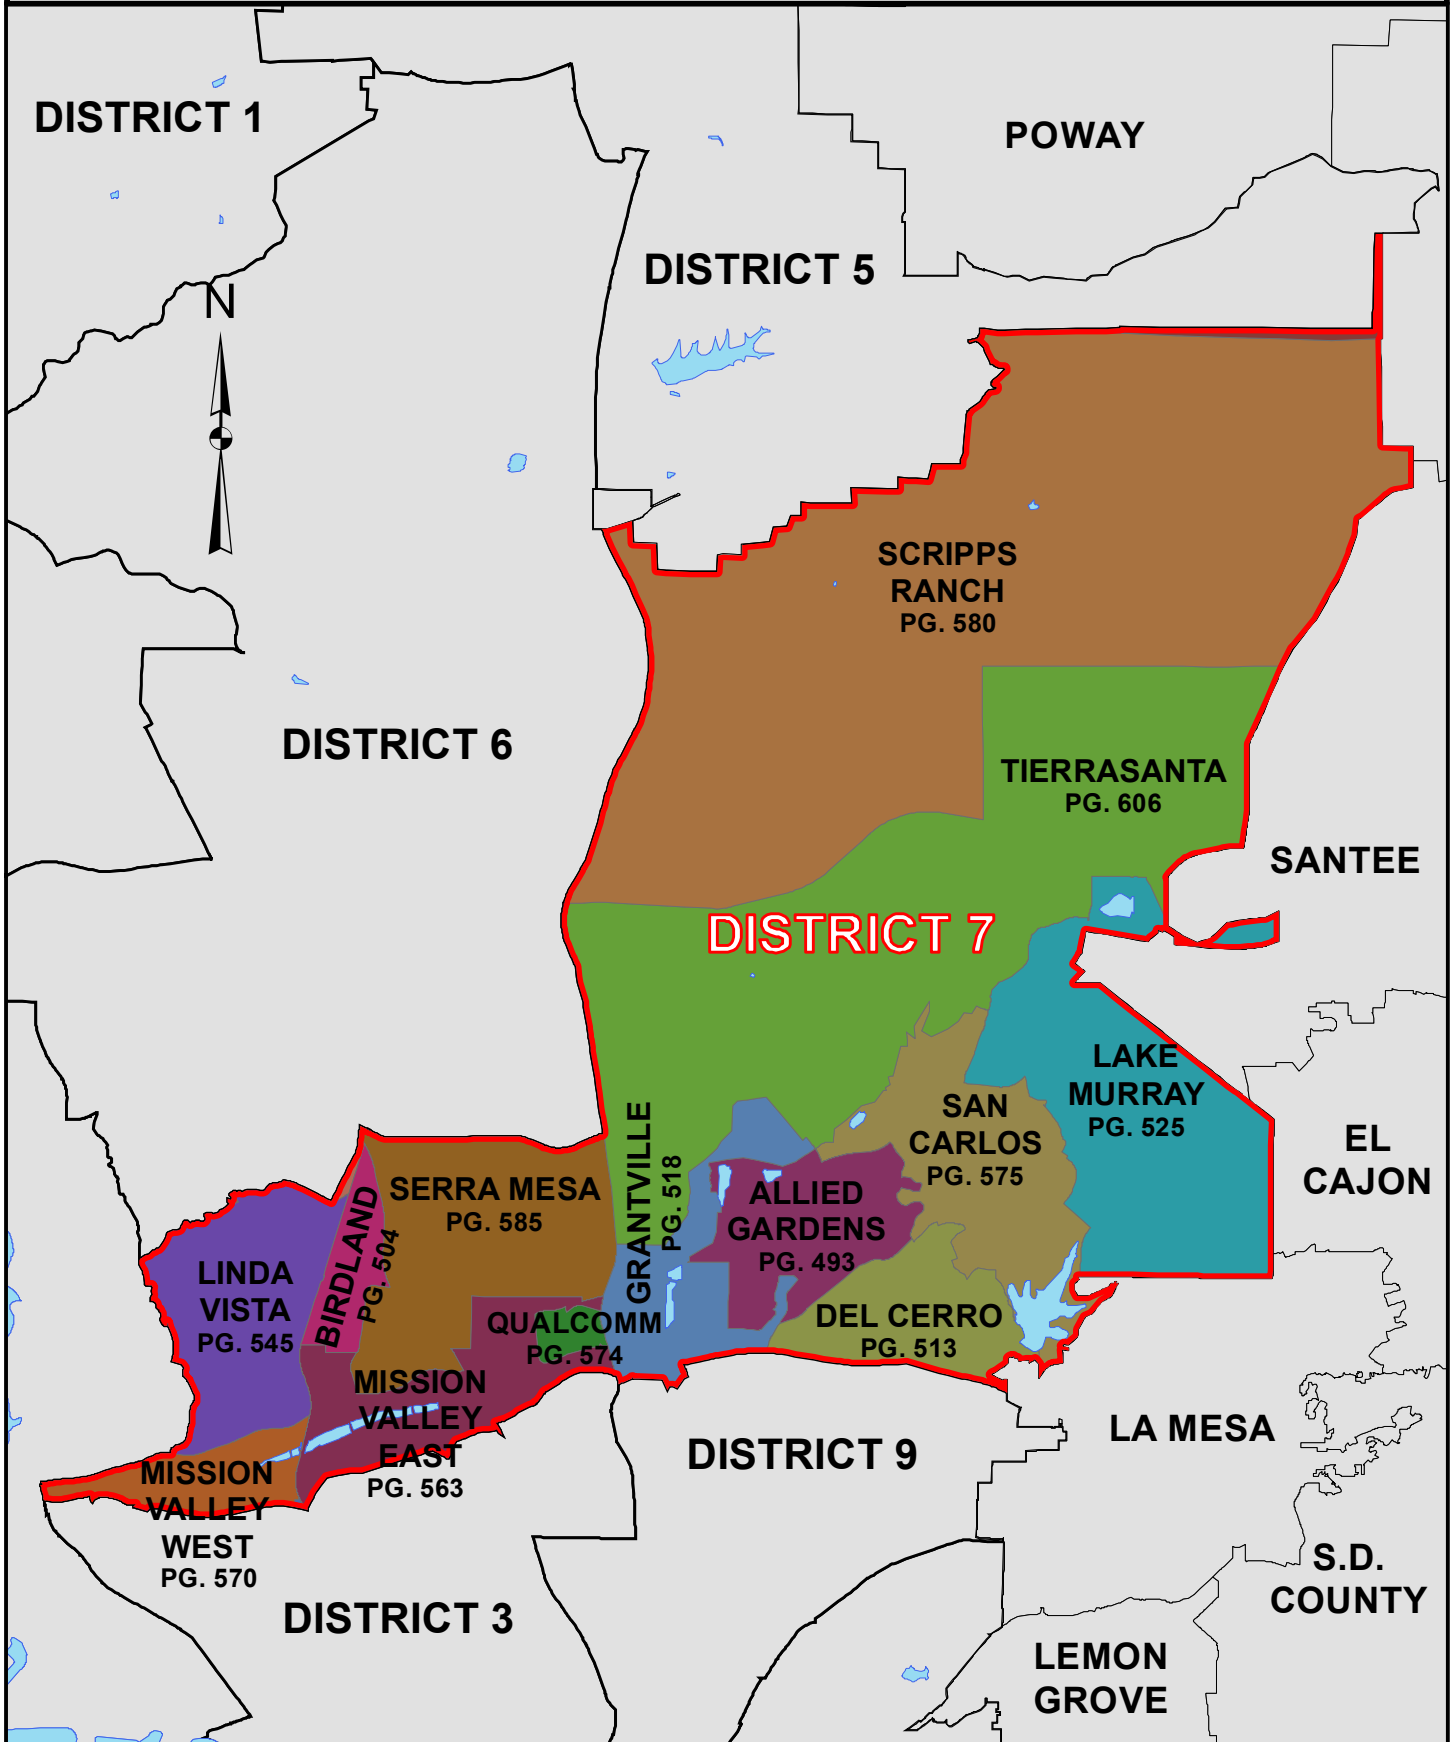 DISTRICT 1
POWAY
DISTRICT 5
N
SCRIPPS
RANCH
PG. 580
DISTRICT 6
TIERRASANTA
PG. 606
SANTEE
DISTRICT 7
LAKE
MURRAY
PG. 525
SAN
CARLOS
PG. 575
EL
CAJON
GRANTVILLE
PG. 518
ALLIED
GARDENS
PG. 493
SERRA MESA
PG. 585
BIRDLAND
PG. 504
LINDA
VISTA
PG. 545
QUALCOMM
PG. 574
DEL CERRO
PG. 513
MISSION
VALLEY
EAST
PG. 563
LA MESA
DISTRICT 9
MISSION
VALLEY
WEST
PG. 570
S.D.
COUNTY
DISTRICT 3
LEMON
GROVE